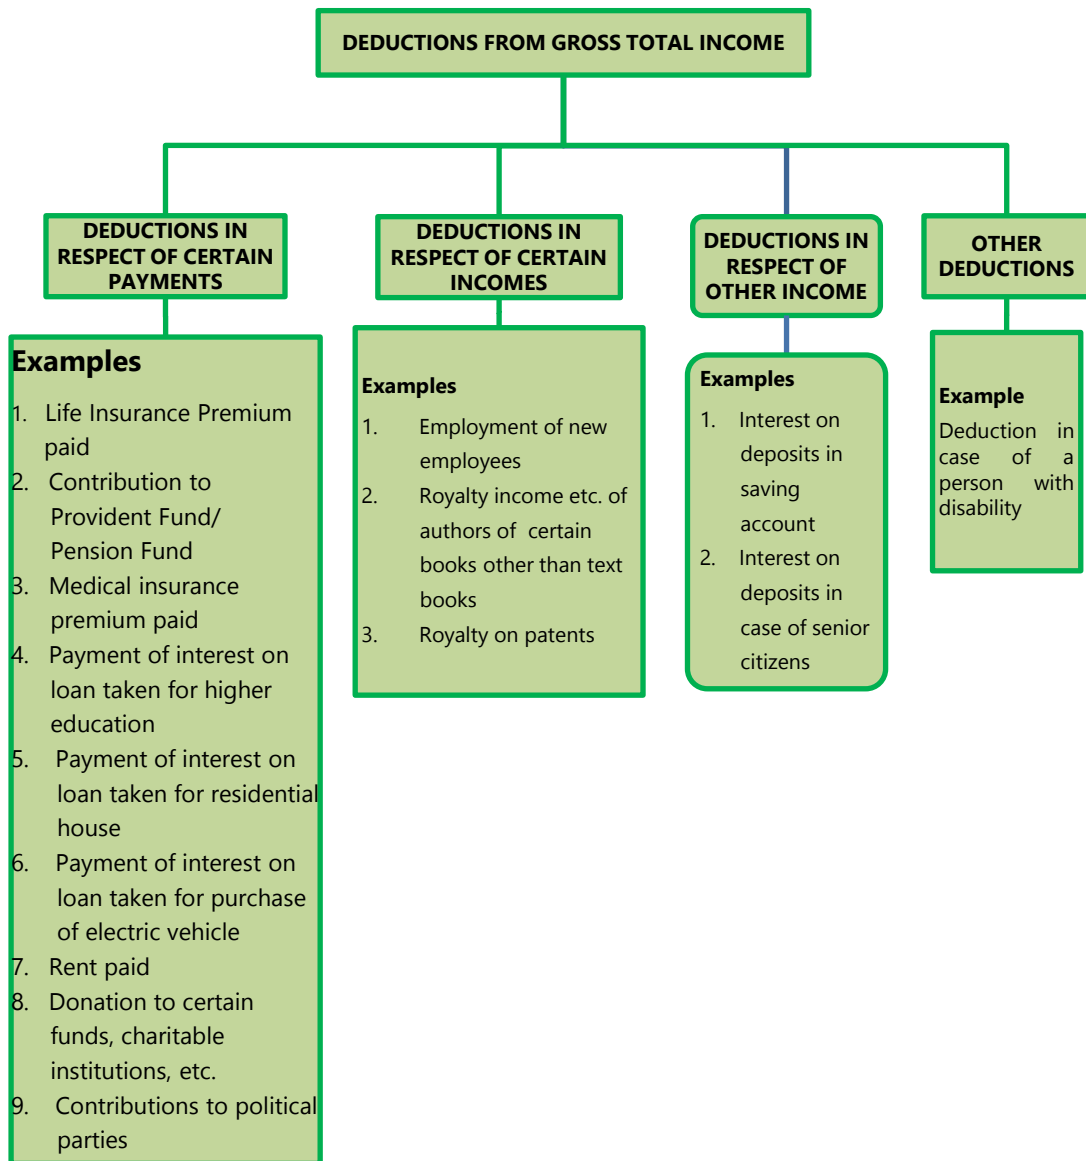 DEDUCTIONS FROM GROSS TOTAL INCOME
DEDUCTIONS IN
RESPECT OF CERTAIN
PAYMENTS
Examples
1. Life Insurance Premium
paid
2. Contribution to
Provident Fund/
Pension Fund
3. Medical insurance
premium paid
4. Payment of interest on
loan taken for higher
education
5. Payment of interest on
loan taken for residential
house
6. Payment of interest on
loan taken for purchase
of electric vehicle
7. Rent paid
8. Donation to certain
funds, charitable
institutions, etc.
9. Contributions to political
parties
DEDUCTIONS IN
RESPECT OF CERTAIN
INCOMES
Examples
1. Employment of new
employees
2. Royalty income etc. of
authors of certain
books other than text
books
3. Royalty on patents
DEDUCTIONS IN
RESPECT OF
OTHER INCOME
Examples
1. Interest on
deposits in
saving
account
2. Interest on
deposits in
case of senior
citizens
OTHER
DEDUCTIONS
Example
Deduction in
case of a
person with
disability